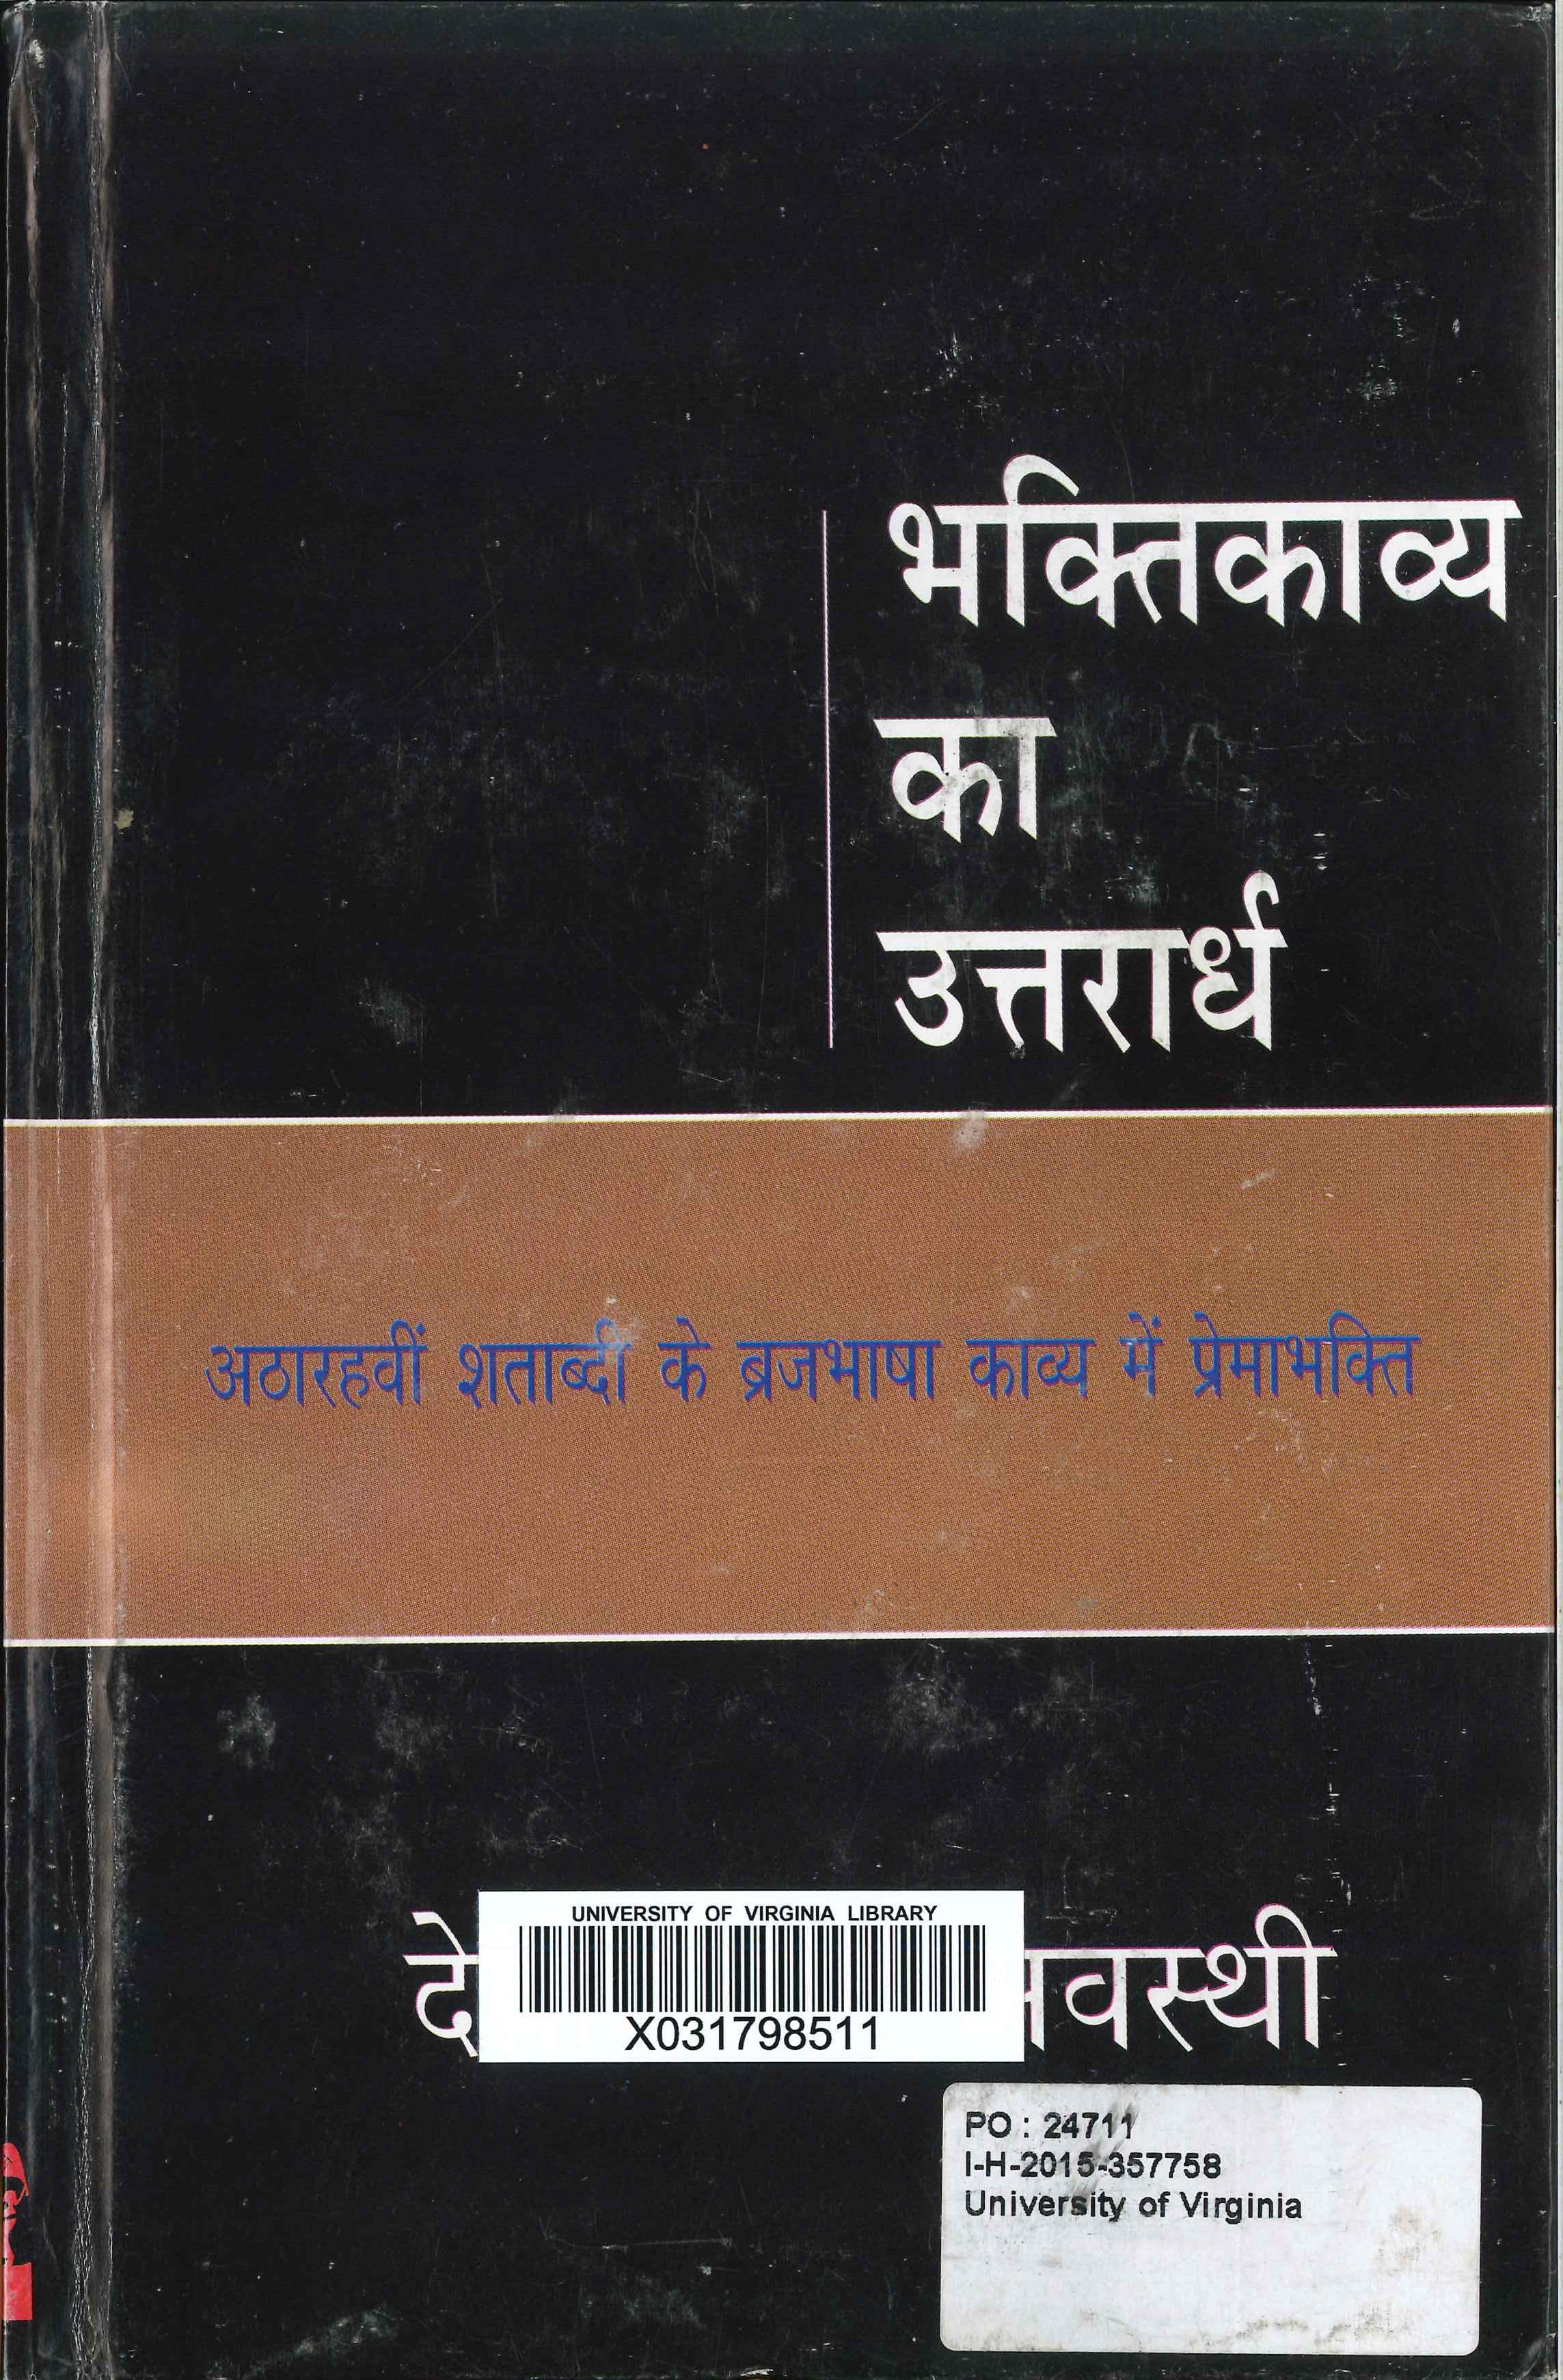 भक्तिकाव्य
का
उत्तरार्ध
अठारहवीं शताब्दी के ब्रजभाषा काव्य में प्रेमाभक्ति
UNIVERSITY OF VIRGINIA LIBRARY
X031798511
PO : 24711
I-H-2015-357758
University of Virginia